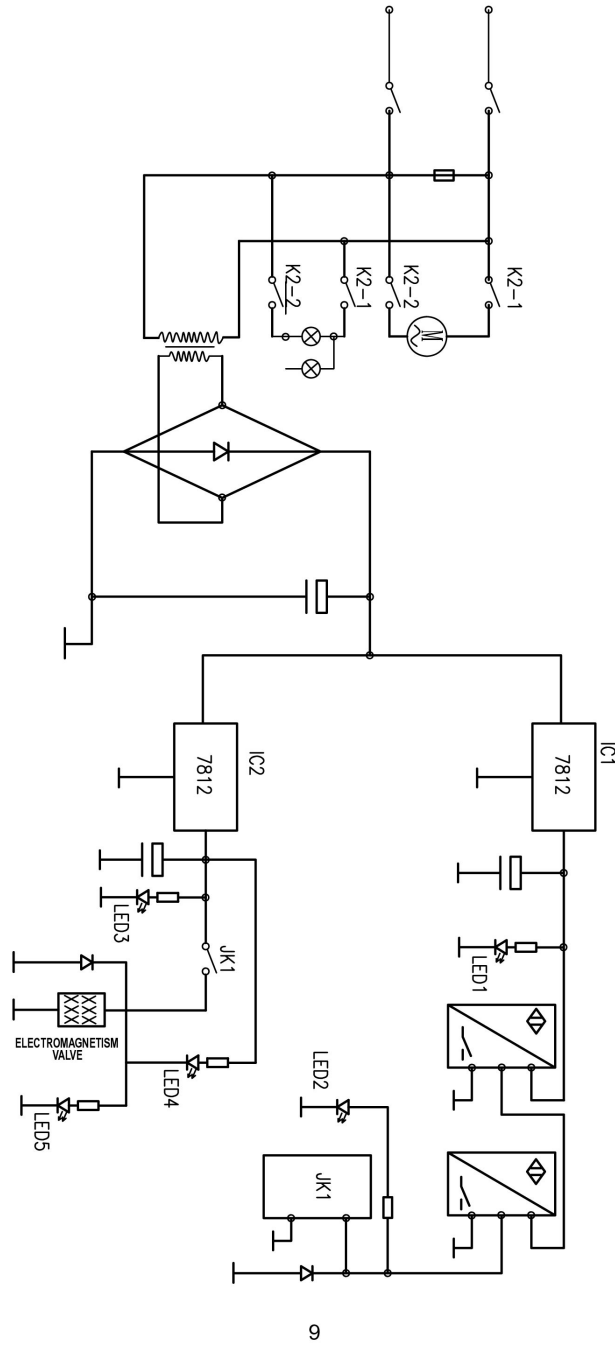 K2-1
K2-2
K2-1
K2-2
M
IC1
7812
IC2
7812
LED1
LED3
JK1
ELECTROMAGNETISM
VALVE
LED4
LED5
LED2
JK1
9